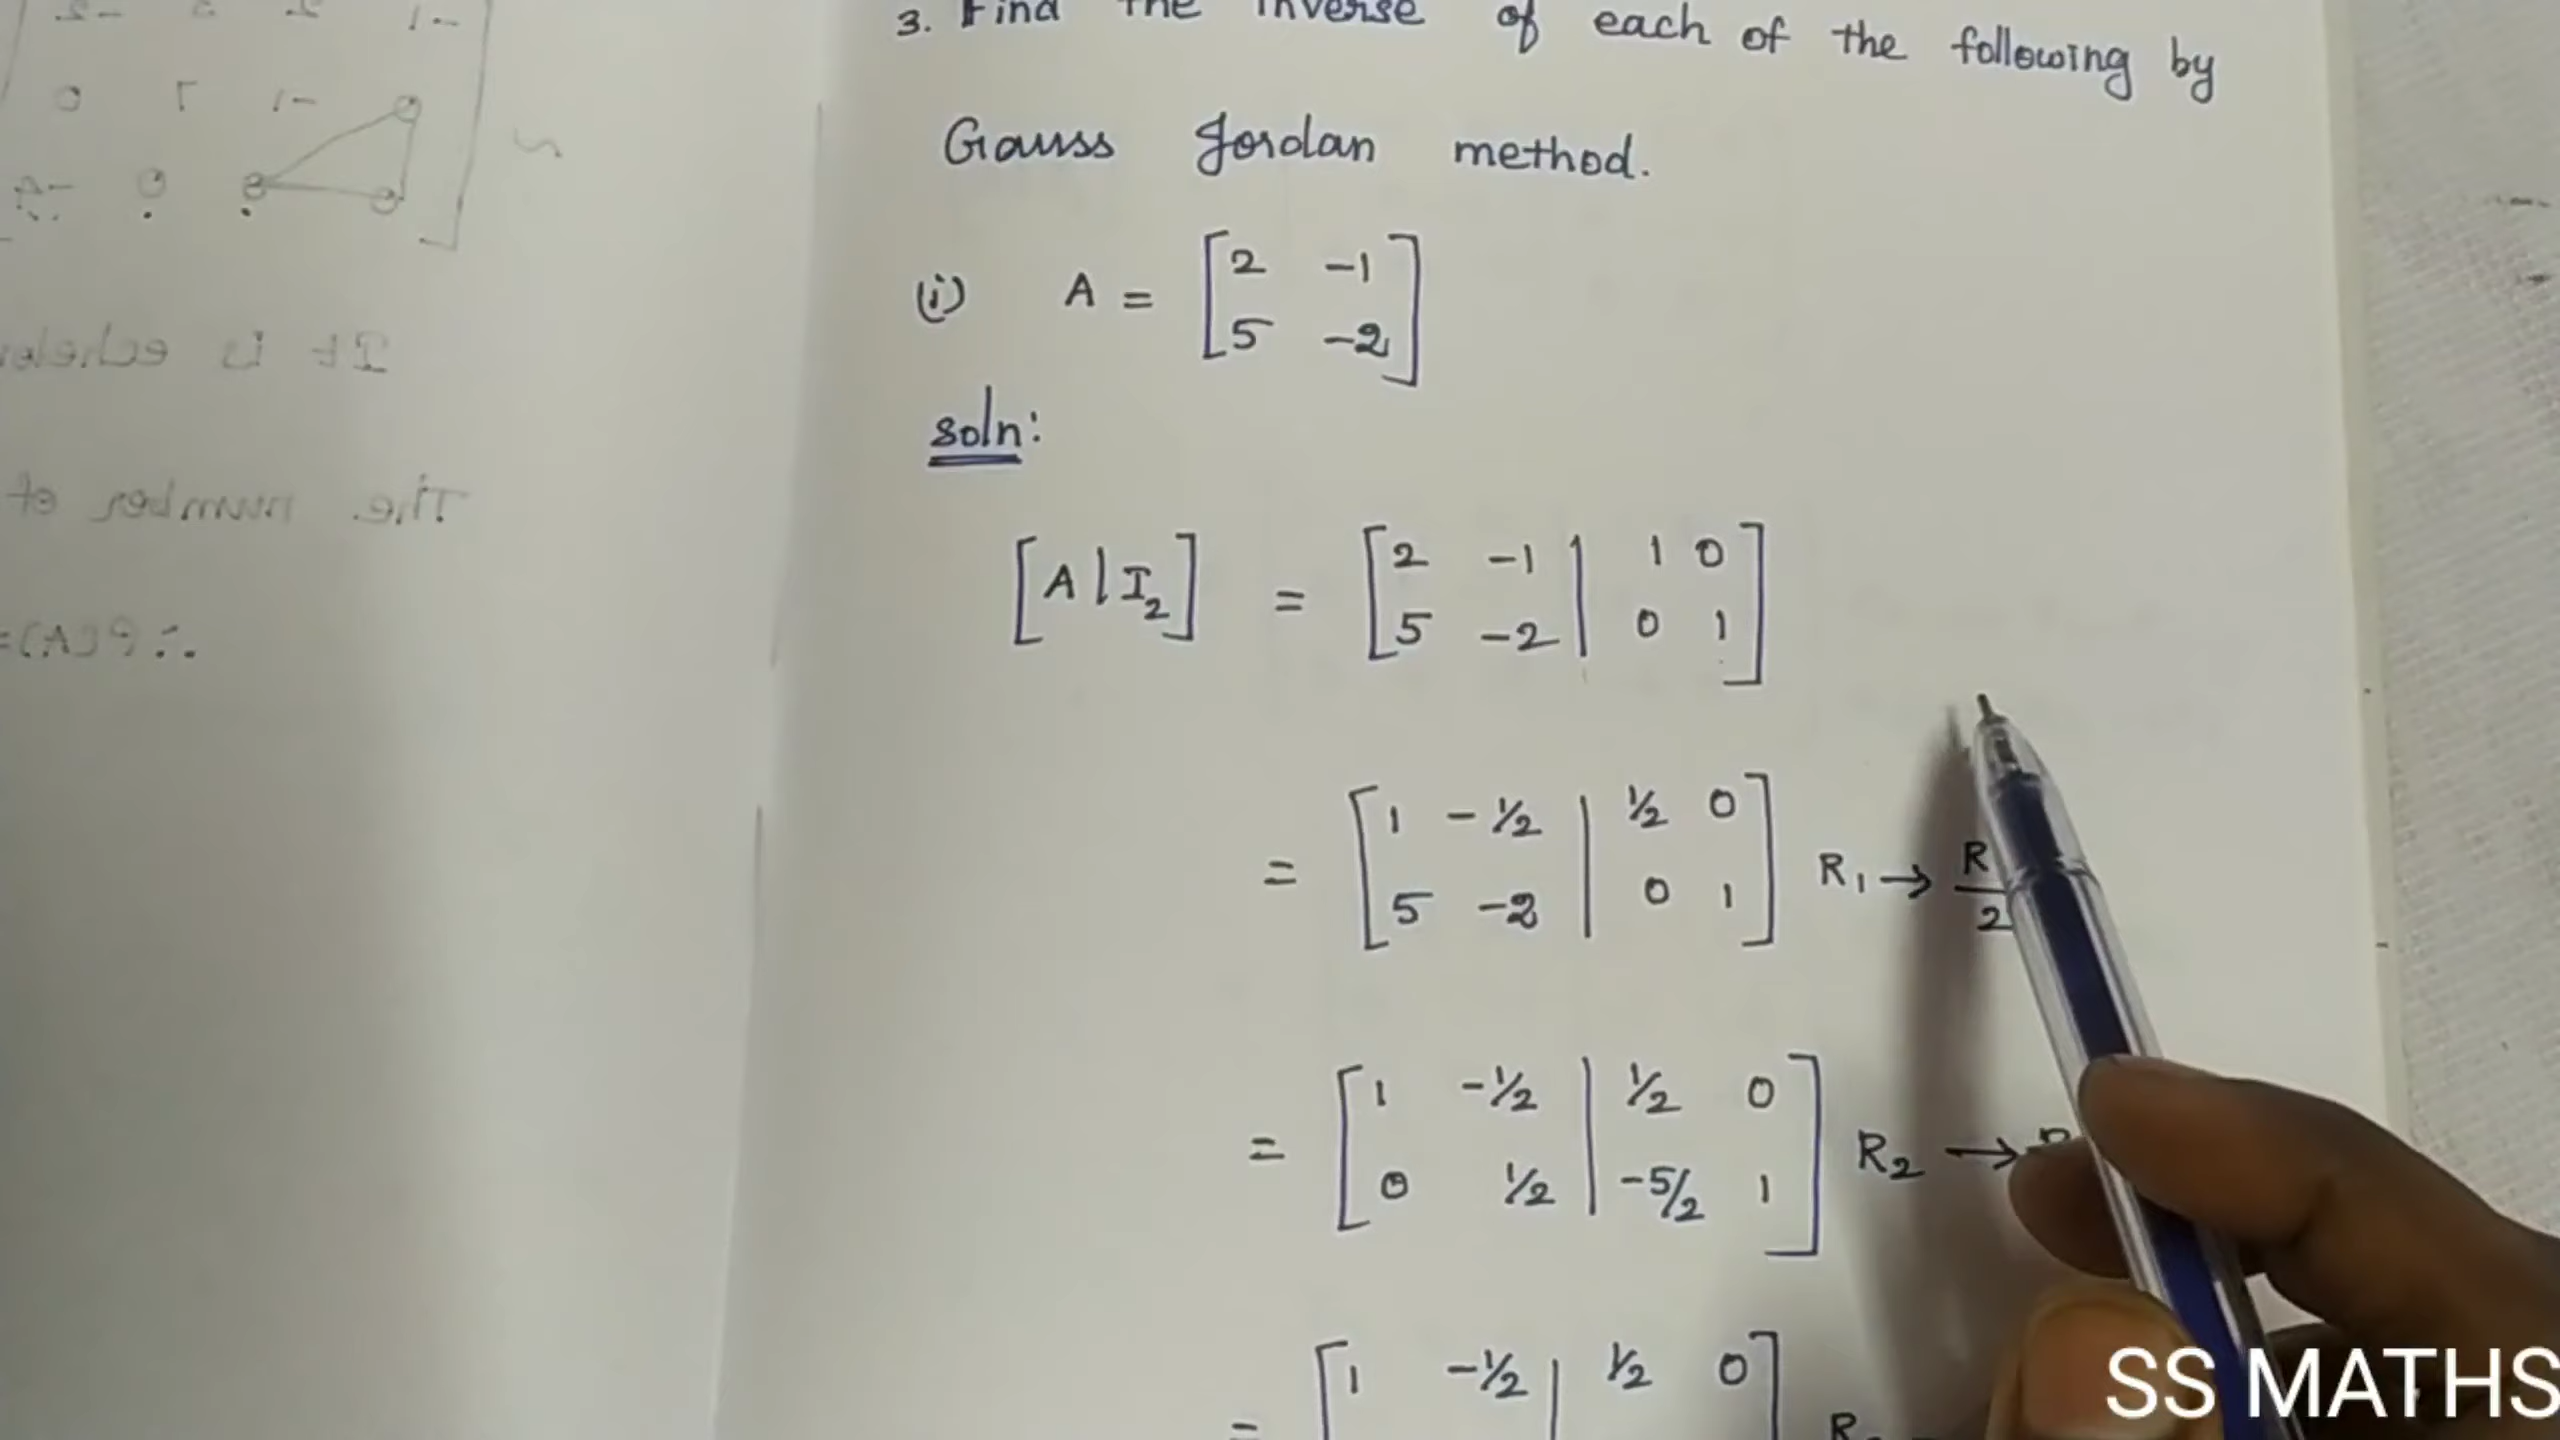 3. Find the inverse of each of the following by
Gauss Jordan method.
(i) A = [2 -1
5 -2]
soln:
[A | I2] = [2 -1 | 1 0
5 -2 | 0 1]
= [1 -1/2 | 1/2 0
5 -2 | 0 1] R1 → R/2
= [1 -1/2 | 1/2 0
0 1/2 | -5/2 1] R2 →
= [1 -1/2 | 1/2 0
SS MATHS